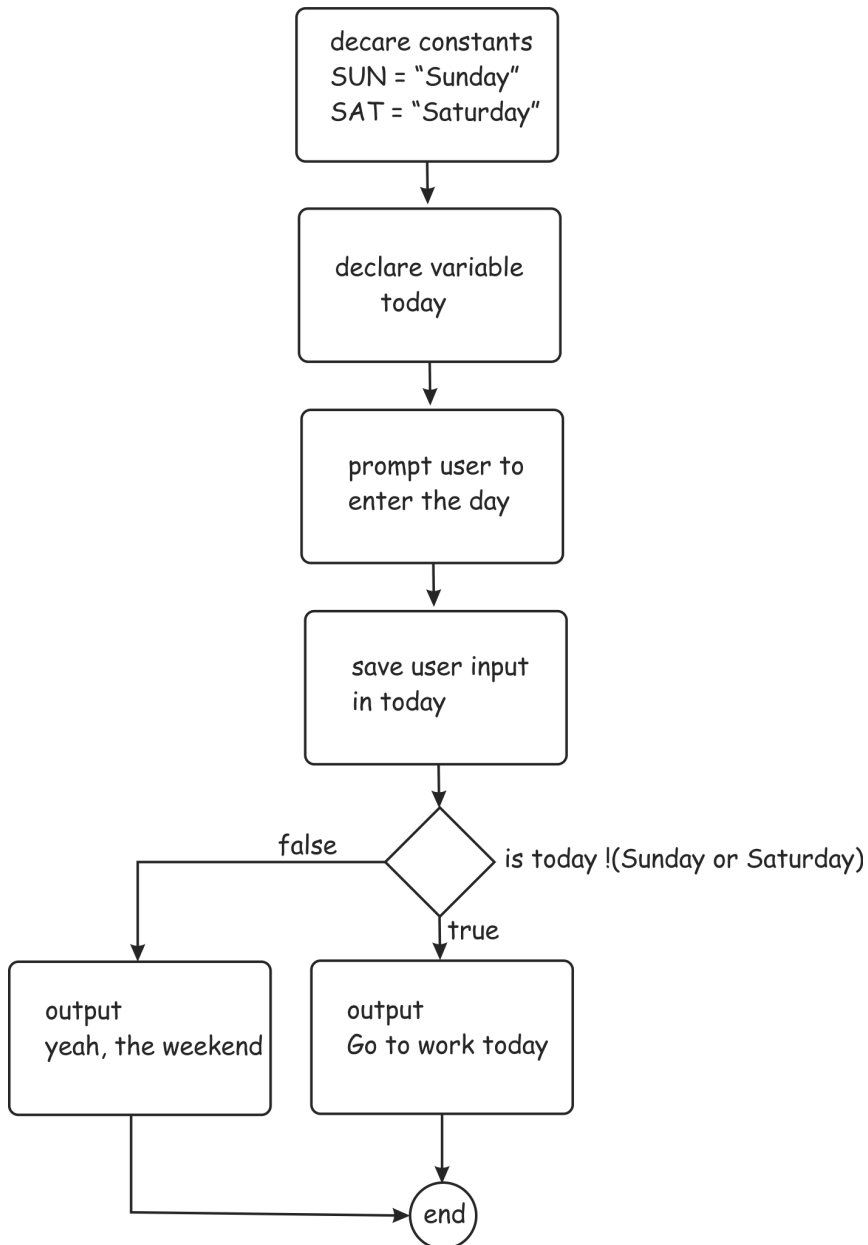 decare constants
SUN = “Sunday”
SAT = “Saturday”
declare variable
today
prompt user to
enter the day
save user input
in today
false
is today !(Sunday or Saturday)
true
output
yeah, the weekend
output
Go to work today
end